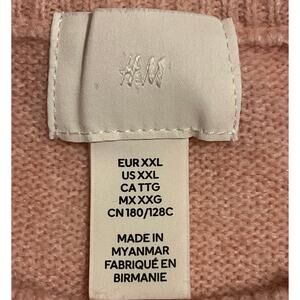 H&M
EUR XXL
US XXL
CA TTG
MX XXG
CN 180/128C
MADE IN
MYANMAR
FABRIQUÉ EN
BIRMANIE